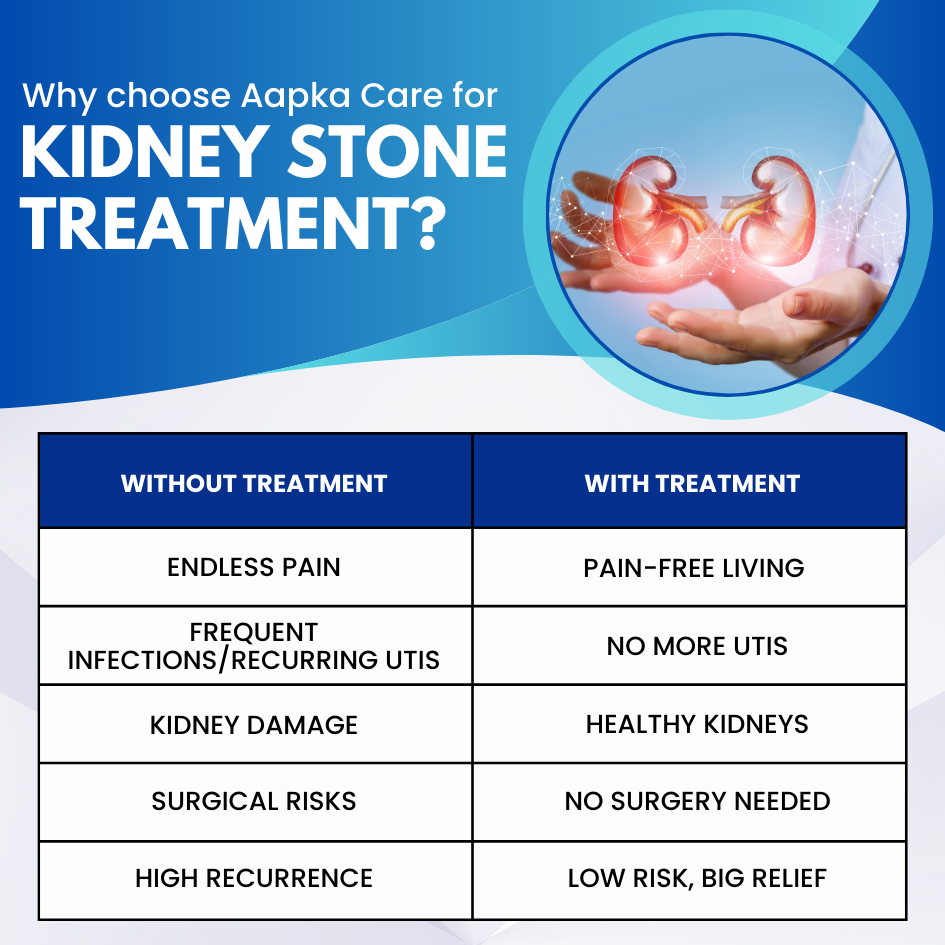 Why choose Aapka Care for
KIDNEY STONE
TREATMENT?
WITHOUT TREATMENT
WITH TREATMENT
ENDLESS PAIN
PAIN-FREE LIVING
FREQUENT
INFECTIONS/RECURRING UTIS
NO MORE UTIS
KIDNEY DAMAGE
HEALTHY KIDNEYS
SURGICAL RISKS
NO SURGERY NEEDED
HIGH RECURRENCE
LOW RISK, BIG RELIEF